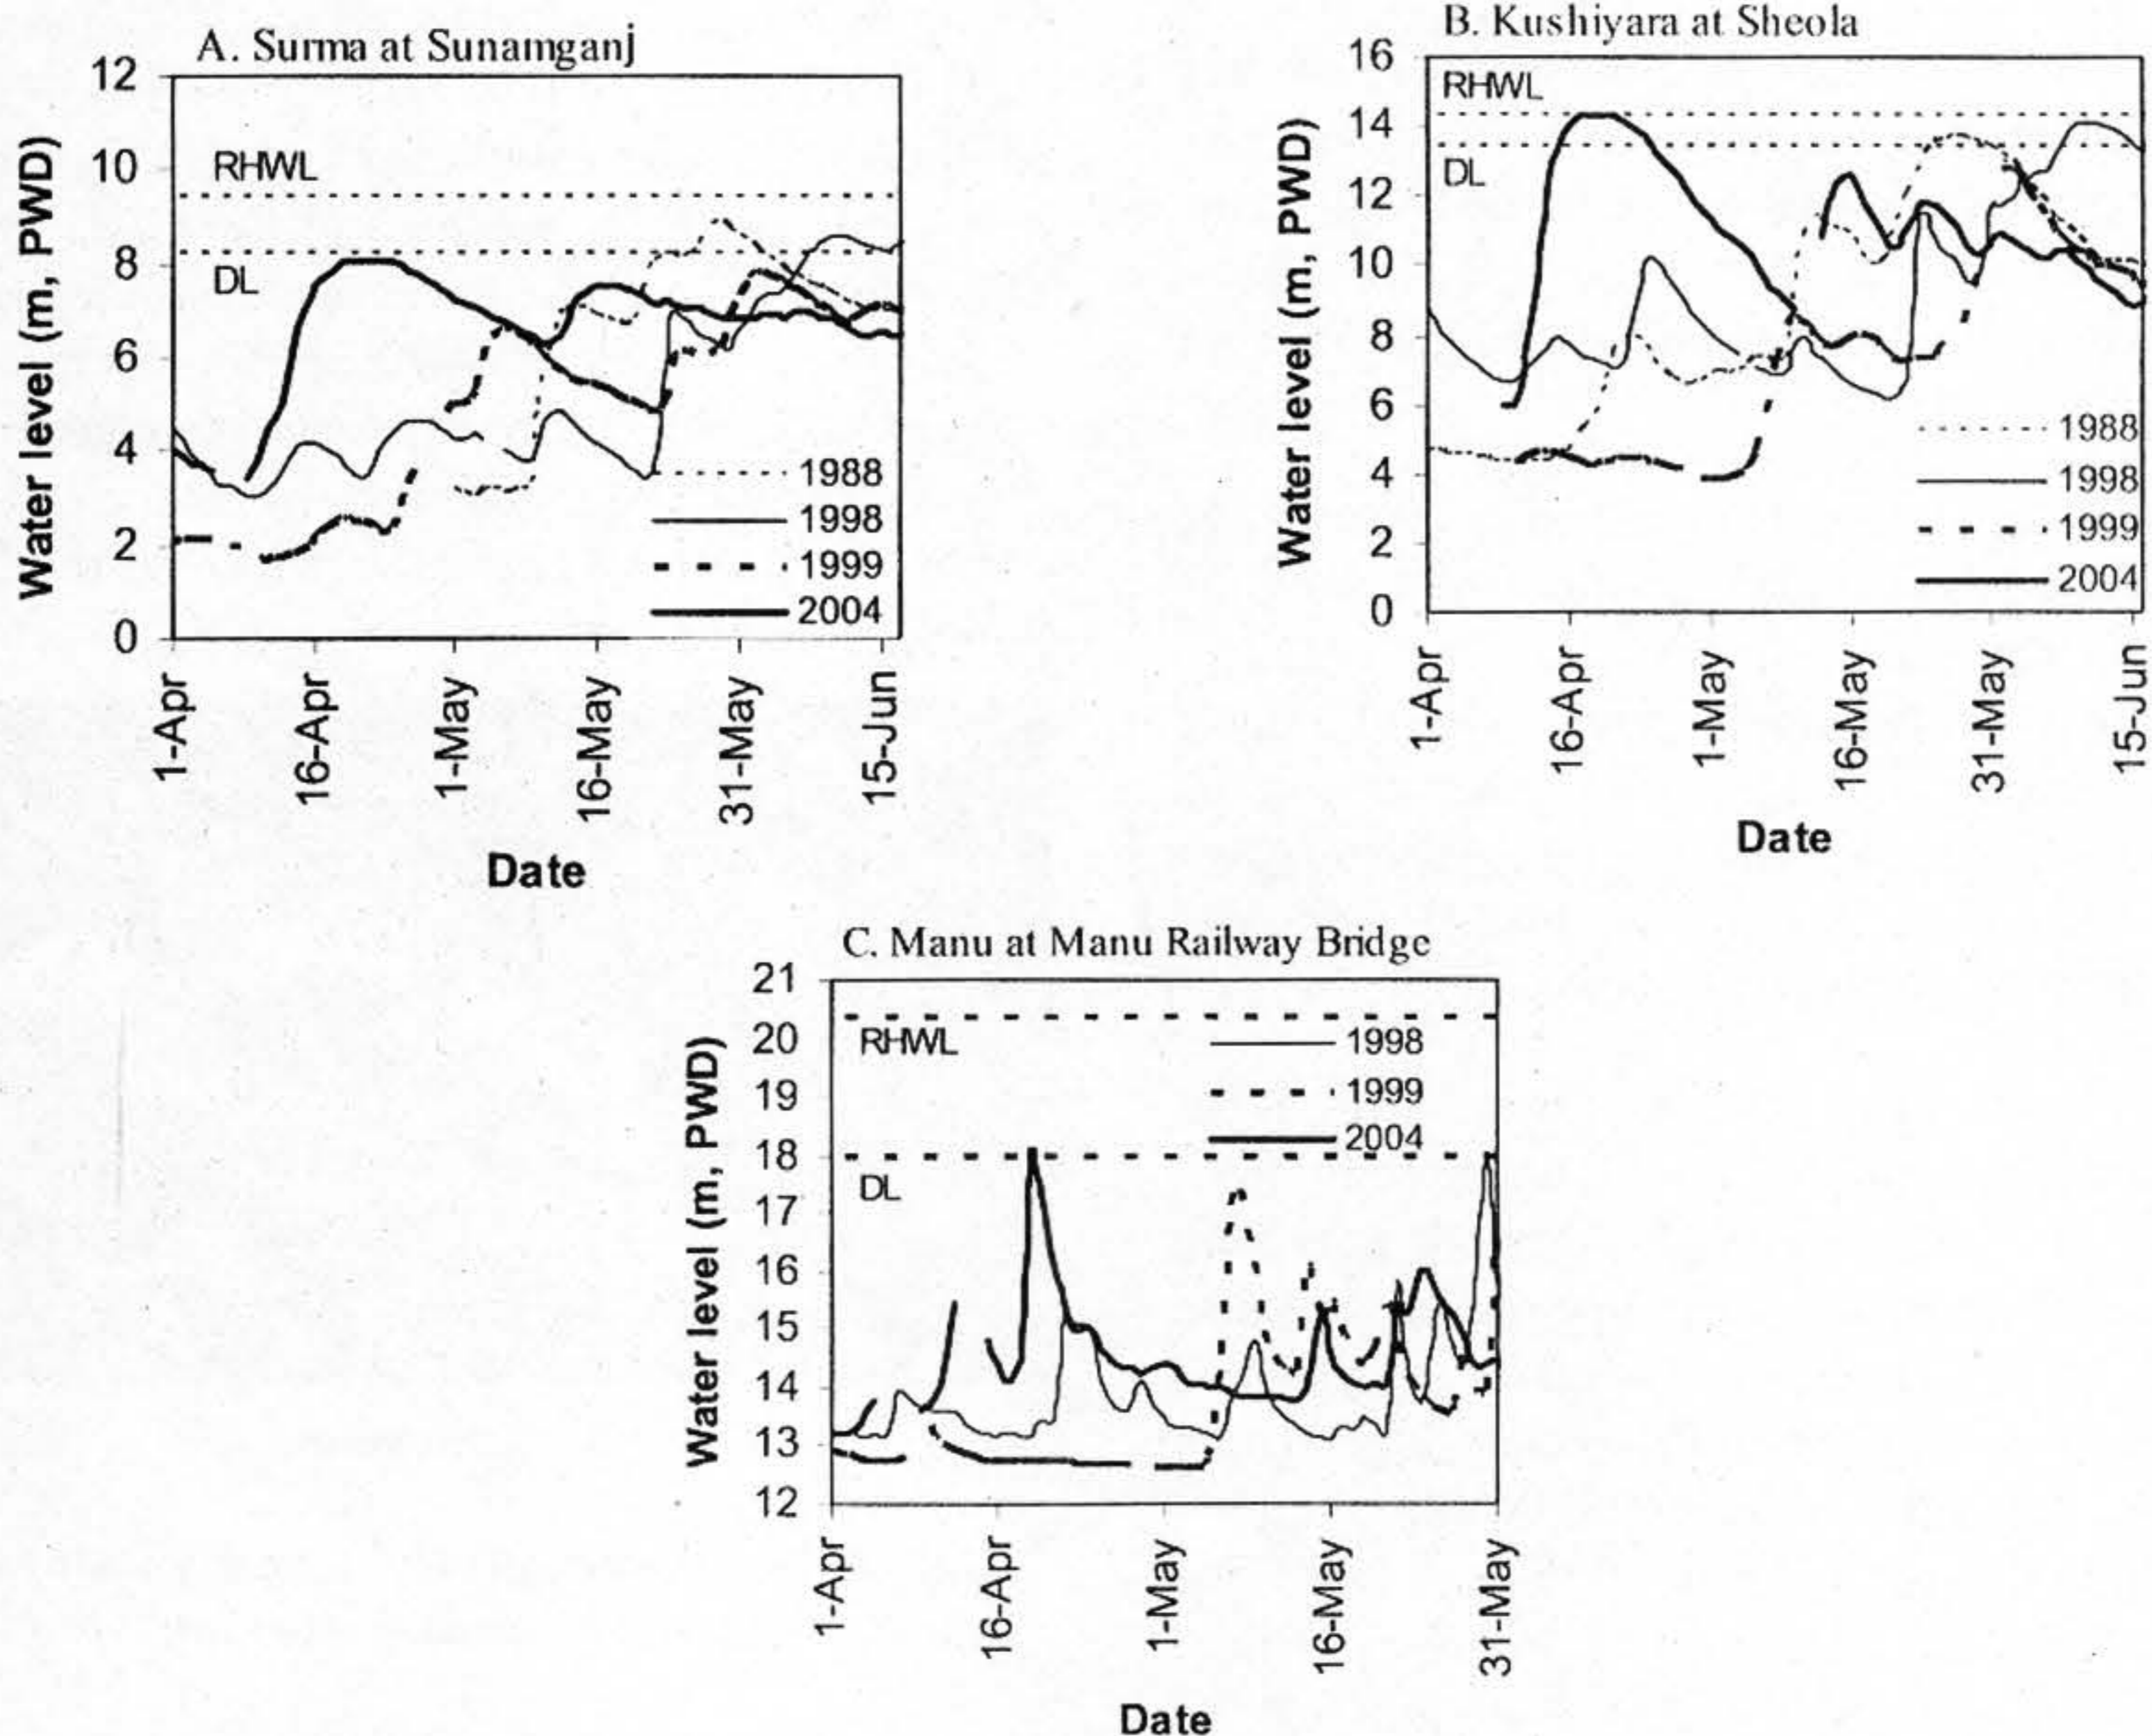 A. Surma at Sunamganj
Water level (m, PWD)
12
10
8
6
4
2
0
RHWL
DL
1988
1998
1999
2004
1-Apr
16-Apr
1-May
16-May
31-May
15-Jun
Date
B. Kushiyara at Sheola
Water level (m, PWD)
16
14
12
10
8
6
4
2
0
RHWL
DL
1988
1998
1999
2004
1-Apr
16-Apr
1-May
16-May
31-May
15-Jun
Date
C. Manu at Manu Railway Bridge
Water level (m, PWD)
21
20
19
18
17
16
15
14
13
12
RHWL
DL
1998
1999
2004
1-Apr
16-Apr
1-May
16-May
31-May
Date